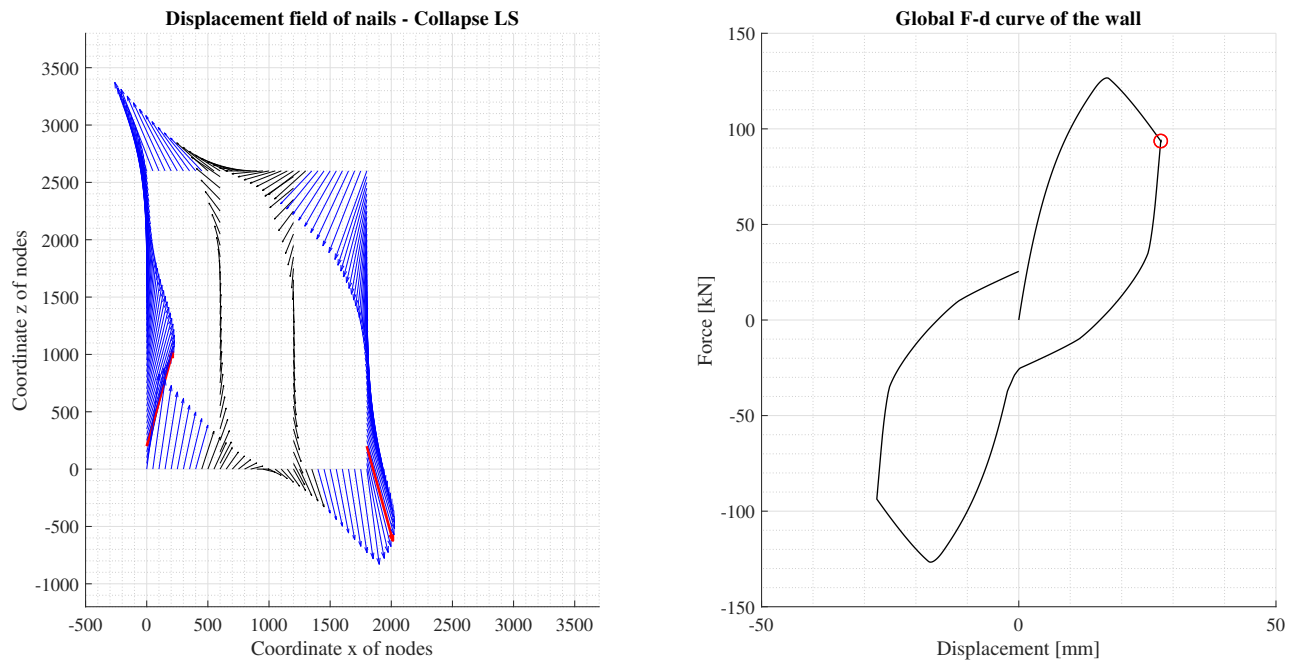 Displacement field of nails - Collapse LS
3500
3000
2500
2000
1500
1000
500
0
-500
-1000
-500 0 500 1000 1500 2000 2500 3000 3500
Coordinate x of nodes
Coordinate z of nodes
Global F-d curve of the wall
150
100
50
0
-50
-100
-150
-50 0 50
Displacement [mm]
Force [kN]